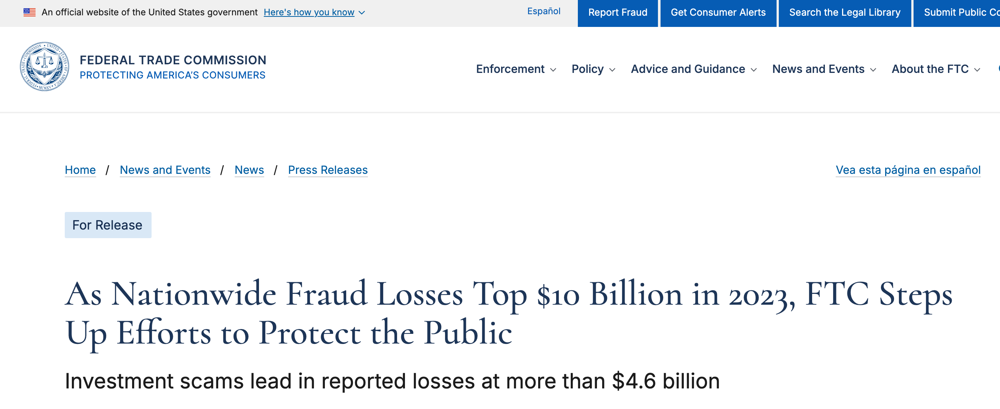 An official website of the United States government Here's how you know
Español
Report Fraud
Get Consumer Alerts
Search the Legal Library
Submit Public
FEDERAL TRADE COMMISSION
PROTECTING AMERICA'S CONSUMERS
FEDERAL TRADE COMMISSION • UNITED STATES OF AMERICA • MCMXV
Enforcement
Policy
Advice and Guidance
News and Events
About the FTC
Home / News and Events / News / Press Releases
Vea esta página en español
For Release
As Nationwide Fraud Losses Top $10 Billion in 2023, FTC Steps
Up Efforts to Protect the Public
Investment scams lead in reported losses at more than $4.6 billion